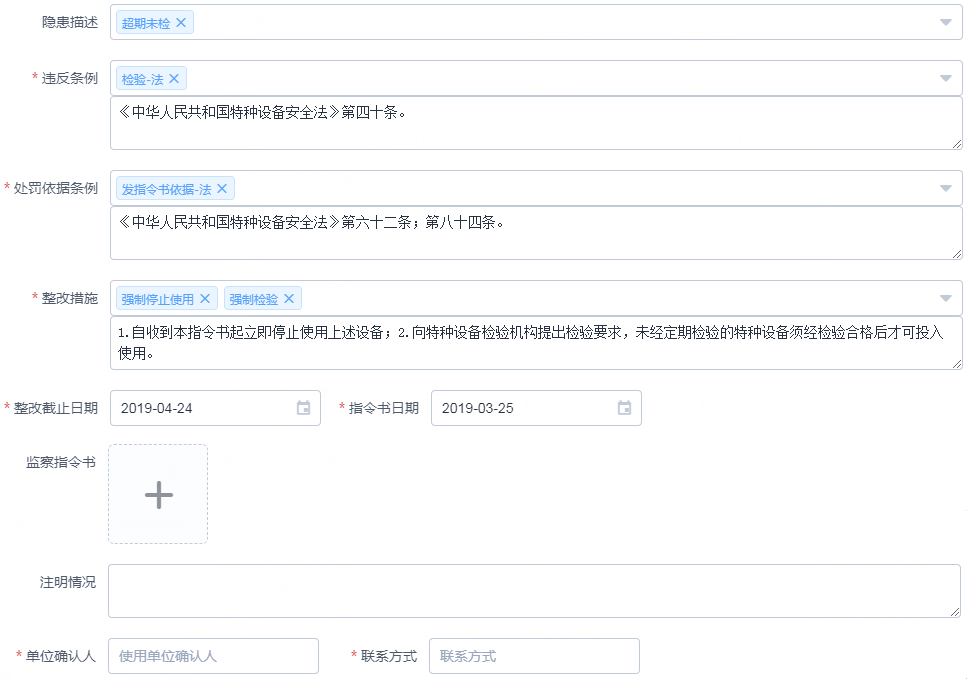 隐患描述 超期未检 ×
* 违反条例 检验-法 ×
《中华人民共和国特种设备安全法》第四十条。
* 处罚依据条例 发指令书依据-法 ×
《中华人民共和国特种设备安全法》第六十二条；第八十四条。
* 整改措施 强制停止使用 × 强制检验 ×
1.自收到本指令书起立即停止使用上述设备；2.向特种设备检验机构提出检验要求，未经定期检验的特种设备须经检验合格后才可投入
使用。
* 整改截止日期 2019-04-24 * 指令书日期 2019-03-25
监察指令书
注明情况
* 单位确认人 使用单位确认人 * 联系方式 联系方式